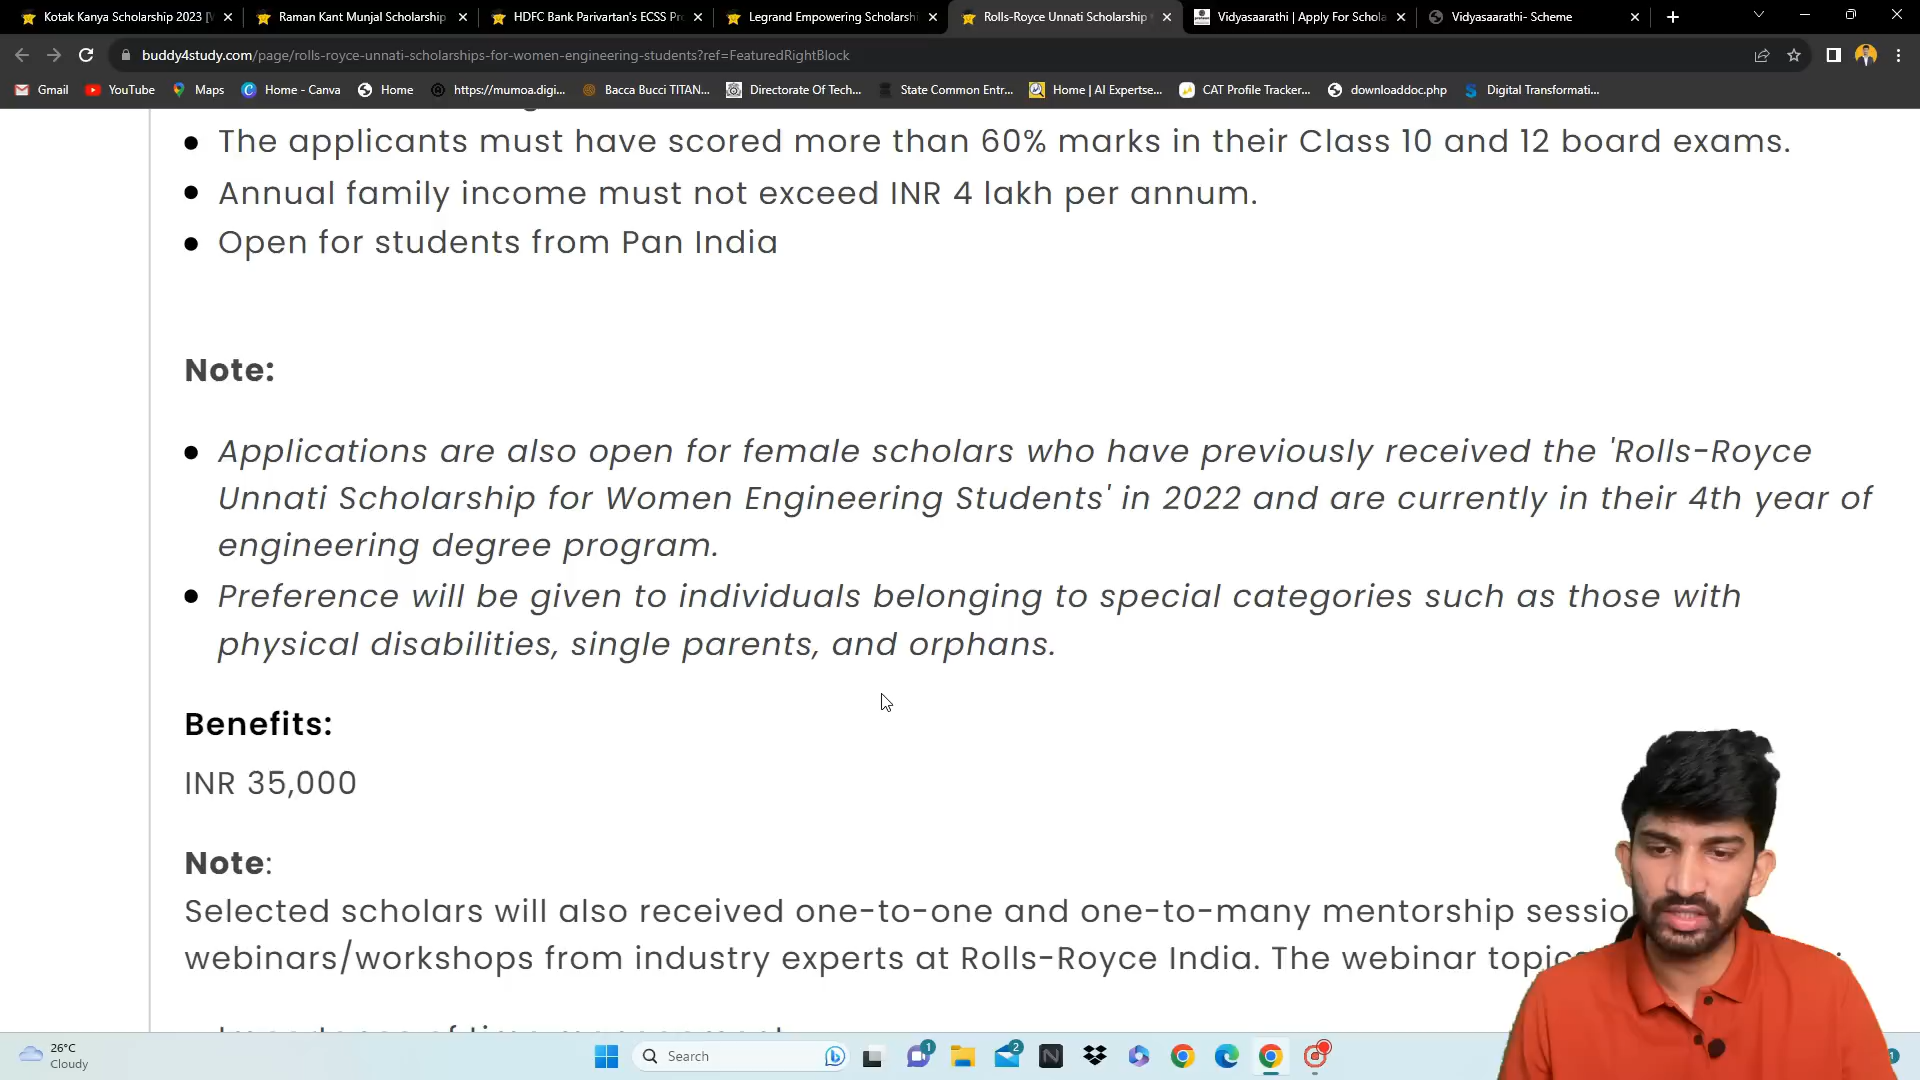 Kotak Kanya Scholarship 2023
Raman Kant Munjal Scholarship
HDFC Bank Parivartan's ECSS Pr
Legrand Empowering Scholarsh
Rolls-Royce Unnati Scholarship
Vidyasaarathi | Apply For Schola
Vidyasaarathi- Scheme
buddy4study.com/page/rolls-royce-unnati-scholarships-for-women-engineering-students?ref=FeaturedRightBlock
Gmail YouTube Maps Home - Canva Home https://mumoa.digi... Bacca Bucci TITAN... Directorate Of Tech... State Common Entr... Home | AI Expertse... CAT Profile Tracker... downloaddoc.php Digital Transformati...
The applicants must have scored more than 60% marks in their Class 10 and 12 board exams.
Annual family income must not exceed INR 4 lakh per annum.
Open for students from Pan India
Note:
Applications are also open for female scholars who have previously received the 'Rolls-Royce
Unnati Scholarship for Women Engineering Students' in 2022 and are currently in their 4th year of
engineering degree program.
Preference will be given to individuals belonging to special categories such as those with
physical disabilities, single parents, and orphans.
Benefits:
INR 35,000
Note:
Selected scholars will also received one-to-one and one-to-many mentorship sessio
webinars/workshops from industry experts at Rolls-Royce India. The webinar topic
26°C
Cloudy
Search
1
2